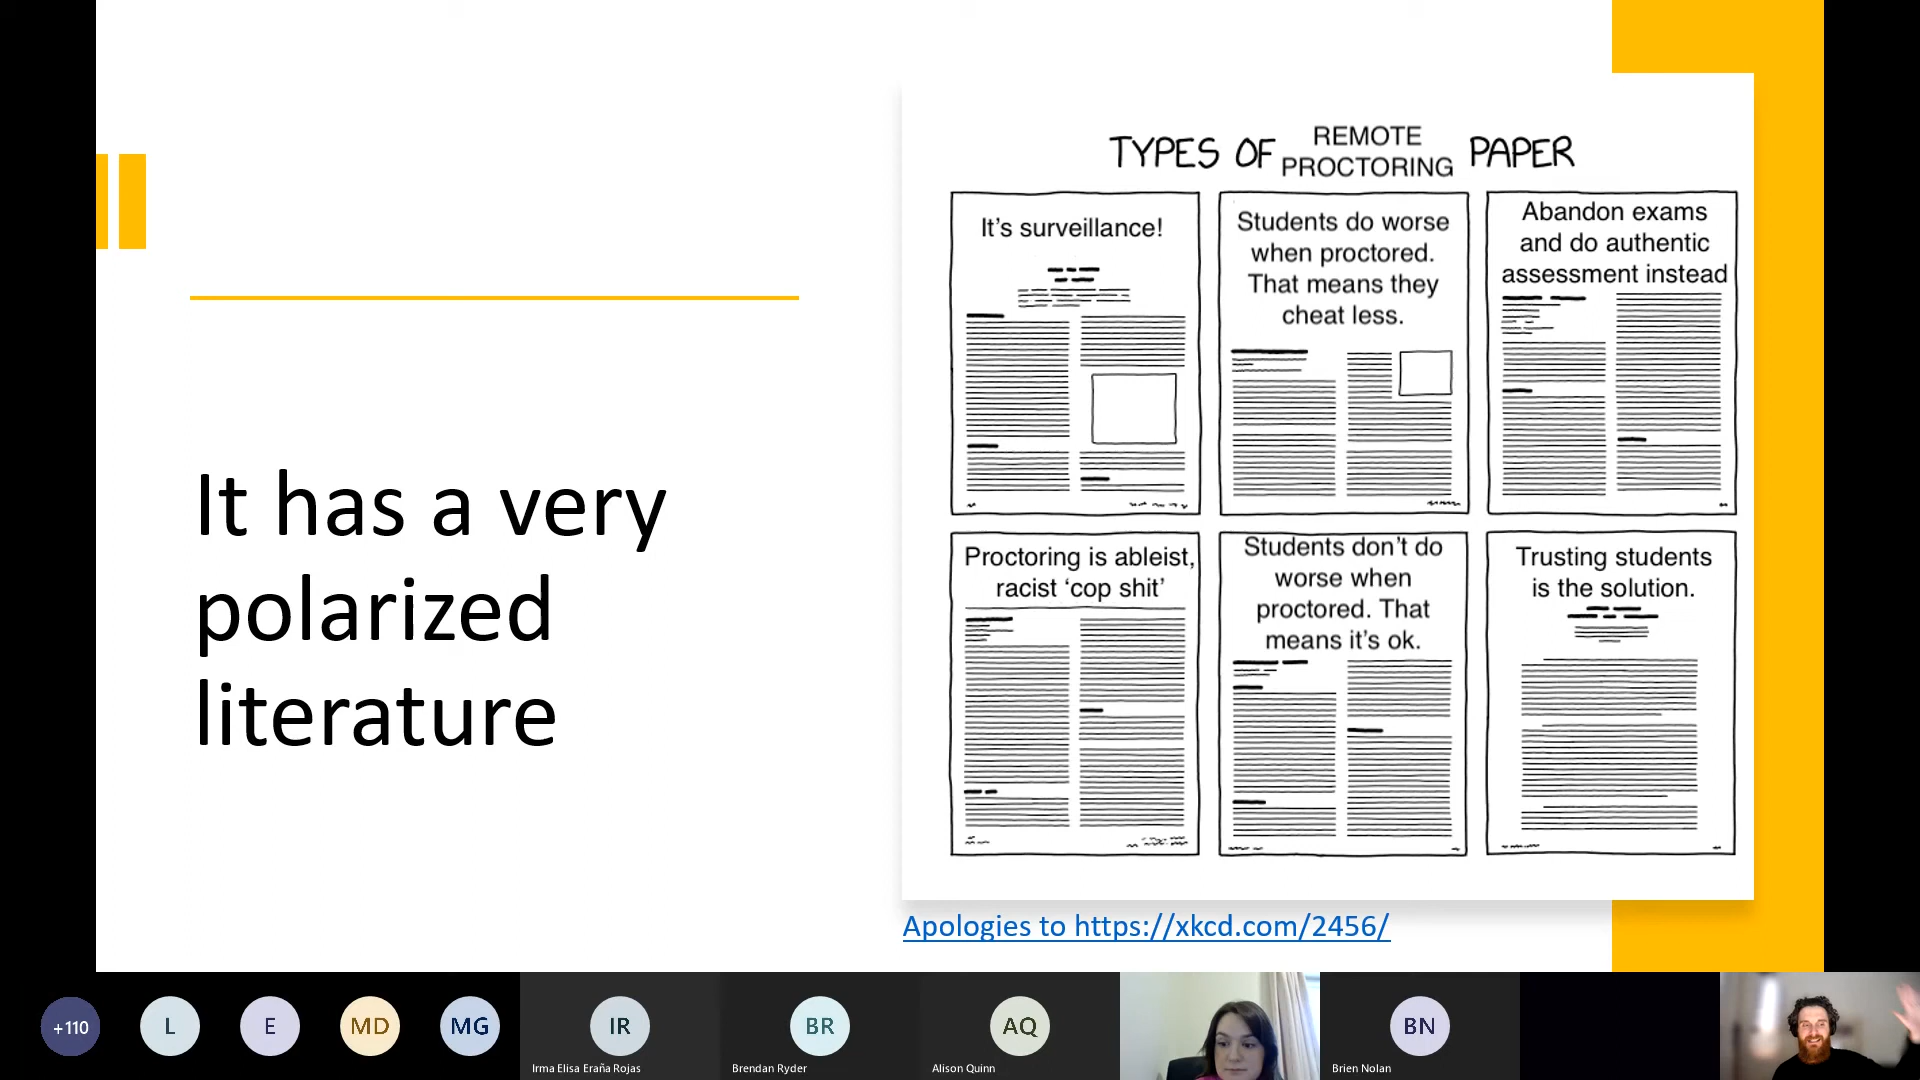 It has a very
polarized
literature
TYPES OF REMOTE PROCTORING PAPER
It's surveillance!
Students do worse
when proctored.
That means they
cheat less.
Abandon exams
and do authentic
assessment instead
Proctoring is ableist,
racist ‘cop shit’
Students don't do
worse when
proctored. That
means it's ok.
Trusting students
is the solution.
Apologies to https://xkcd.com/2456/
+110
L
E
MD
MG
IR
Irma Elisa Eraña Rojas
BR
Brendan Ryder
AQ
Alison Quinn
BN
Brien Nolan